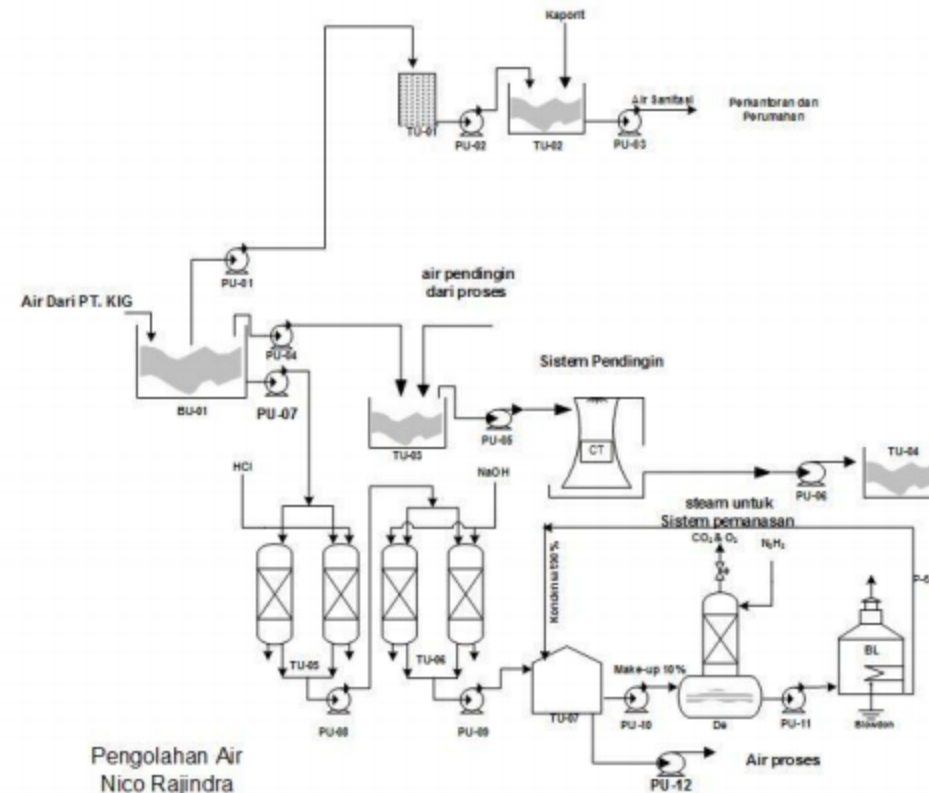 Kaporit
TU-01
PU-02
TU-02
Air Sanitasi
PU-03
Perkantoran dan
Perumahan
PU-01
air pendingin
dari proses
Air Dari PT. KIG
PU-04
BU-01
PU-07
TU-03
PU-05
Sistem Pendingin
CT
PU-06
TU-04
HCl
NaOH
steam untuk
Sistem pemanasan
CO₂ & O₂
N₂H₂
Kondensat 90%
TU-05
TU-06
PU-08
PU-09
TU-07
Make-up 10%
PU-10
De
PU-11
BL
Blowdon
PU-12
Air proses
Pengolahan Air
Nico Rajindra